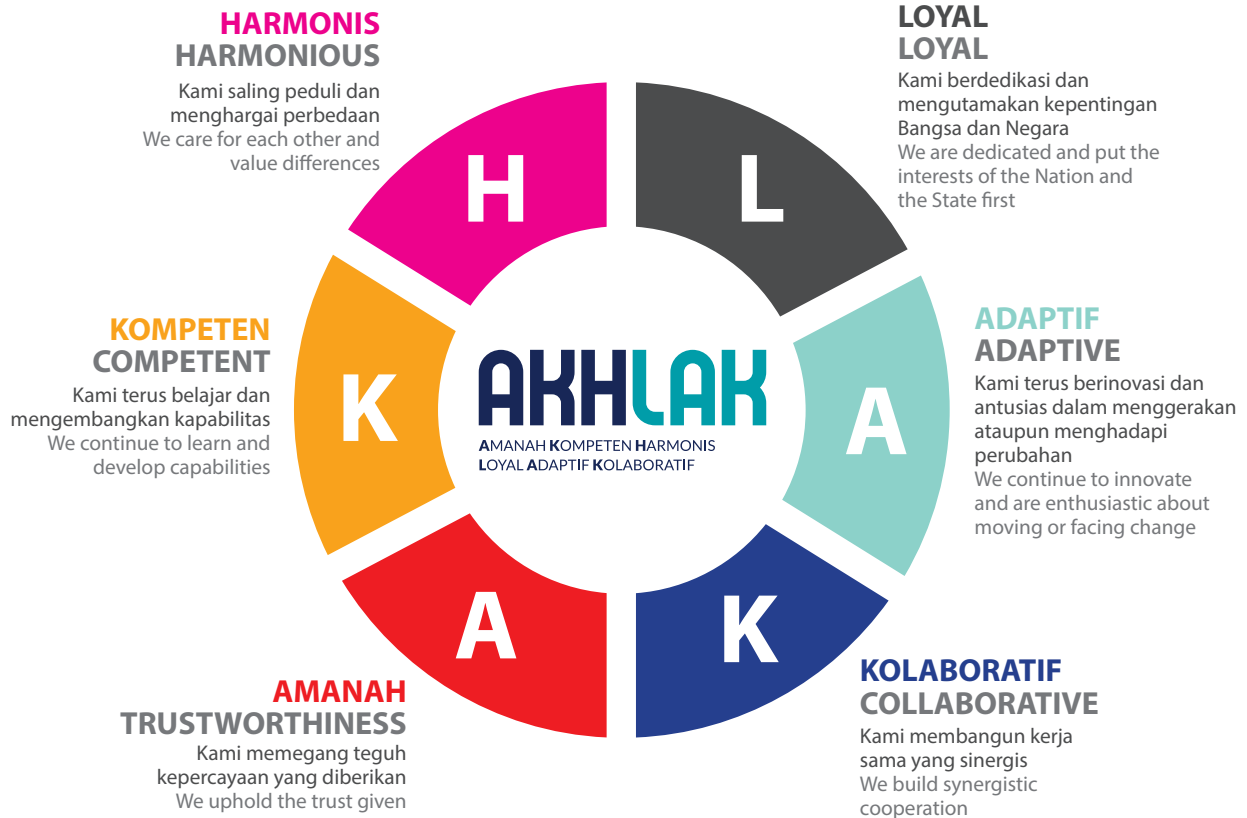 HARMONIS
HARMONIOUS
Kami saling peduli dan
menghargai perbedaan
We care for each other and
value differences
H
LOYAL
LOYAL
Kami berdedikasi dan
mengutamakan kepentingan
Bangsa dan Negara
We are dedicated and put the
interests of the Nation and
the State first
L
KOMPETEN
COMPETENT
Kami terus belajar dan
mengembangkan kapabilitas
We continue to learn and
develop capabilities
K
AKHLAK
AMANAH KOMPETEN HARMONIS
LOYAL ADAPTIF KOLABORATIF
A
ADAPTIF
ADAPTIVE
Kami terus berinovasi dan
antusias dalam menggerakan
ataupun menghadapi
perubahan
We continue to innovate
and are enthusiastic about
moving or facing change
A
AMANAH
TRUSTWORTHINESS
Kami memegang teguh
kepercayaan yang diberikan
We uphold the trust given
K
KOLABORATIF
COLLABORATIVE
Kami membangun kerja
sama yang sinergis
We build synergistic
cooperation